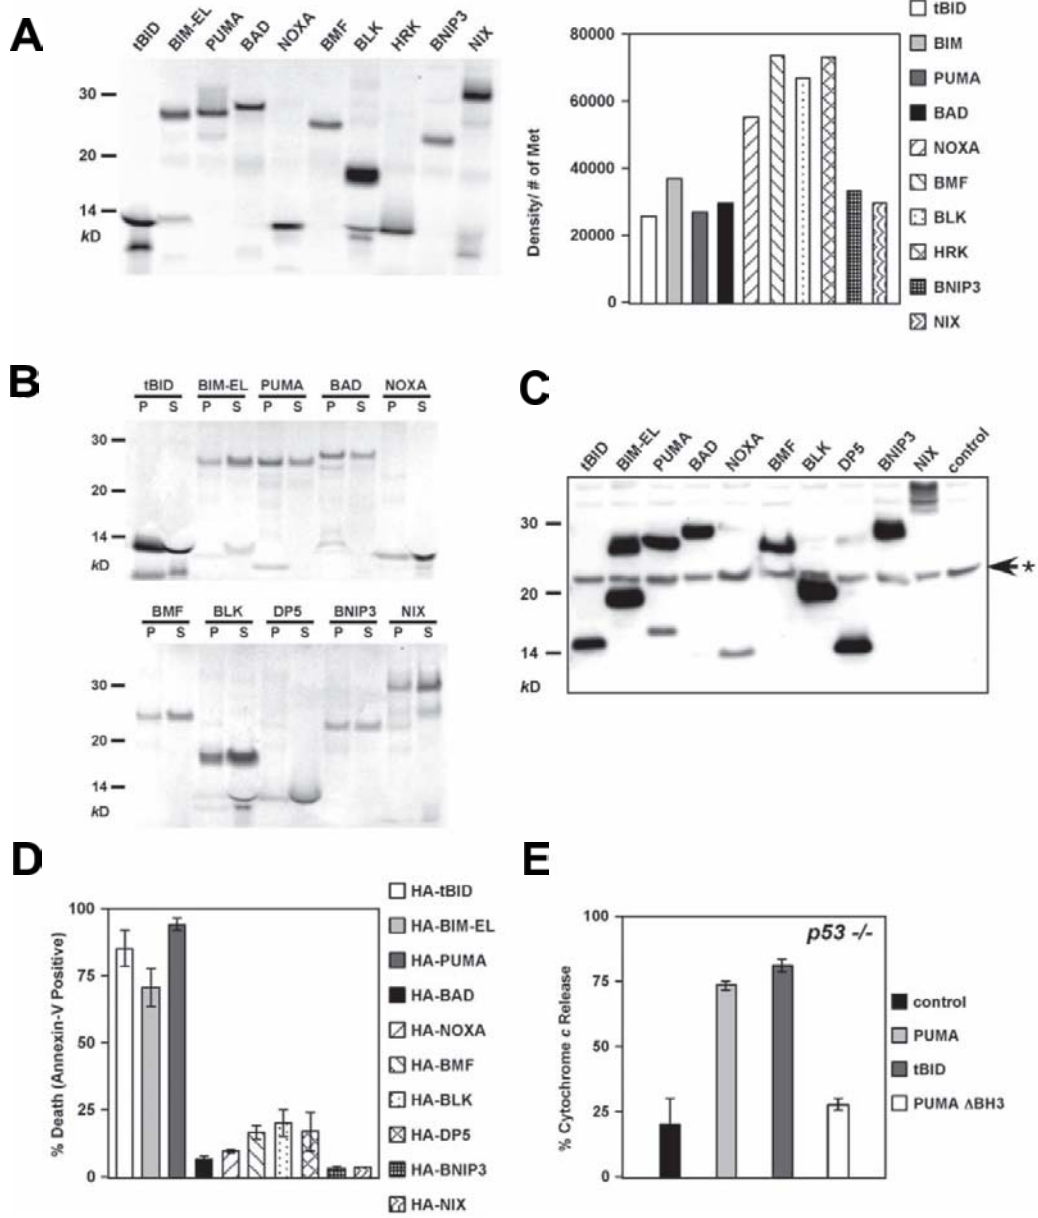 A
tBID BIM-EL PUMA BAD NOXA BMF BLK HRK BNIP3 NIX
30
20
14
kD
80000
60000
40000
20000
0
Density/ # of Met
tBID
BIM
PUMA
BAD
NOXA
BMF
BLK
HRK
BNIP3
NIX
B
tBID BIM-EL PUMA BAD NOXA
P S P S P S P S P S
30
20
14
kD
BMF BLK DP5 BNIP3 NIX
P S P S P S P S P S
30
20
14
kD
C
tBID BIM-EL PUMA BAD NOXA BMF BLK DP5 BNIP3 NIX control
30
20
14
kD
*
D
100
75
50
25
0
% Death (Annexin-V Positive)
HA-tBID
HA-BIM-EL
HA-PUMA
HA-BAD
HA-NOXA
HA-BMF
HA-BLK
HA-DP5
HA-BNIP3
HA-NIX
E
p53 -/-
100
75
50
25
0
% Cytochrome c Release
control
PUMA
tBID
PUMA ΔBH3